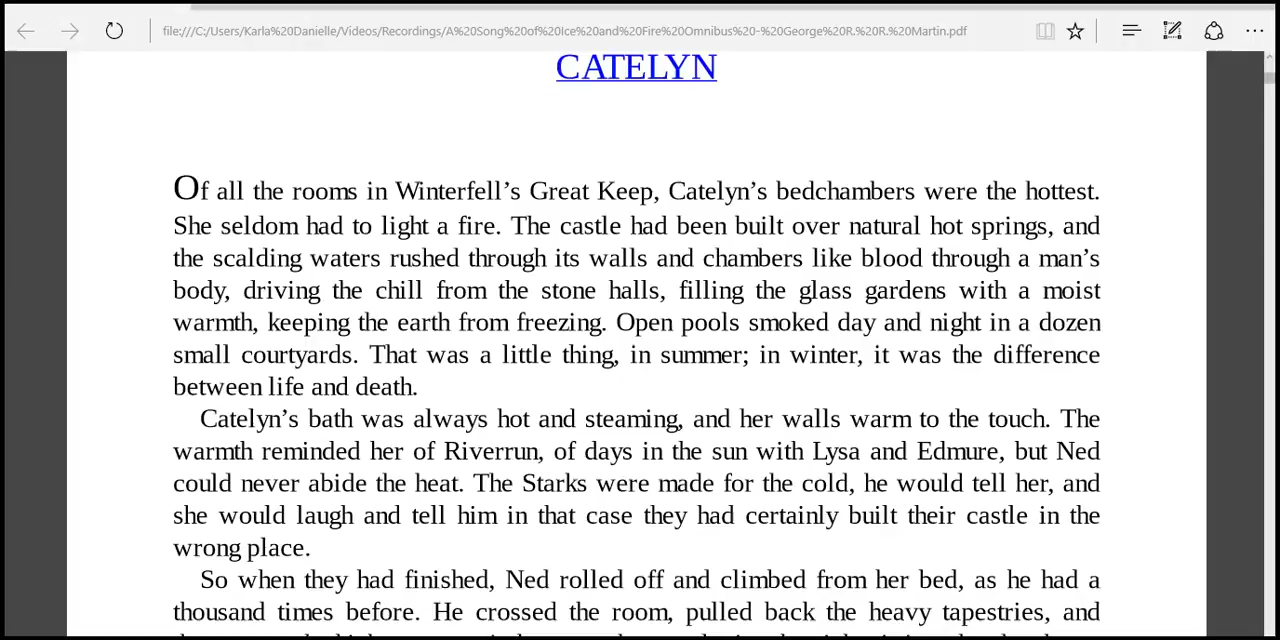 file:///C:/Users/Karla%20Danielle/Videos/Recordings/A%20Song%20of%20Ice%20and%20Fire%20Omnibus%20-%20George%20R.%20R.%20Martin.pdf
CATELYN
Of all the rooms in Winterfell’s Great Keep, Catelyn’s bedchambers were the hottest.
She seldom had to light a fire. The castle had been built over natural hot springs, and
the scalding waters rushed through its walls and chambers like blood through a man’s
body, driving the chill from the stone halls, filling the glass gardens with a moist
warmth, keeping the earth from freezing. Open pools smoked day and night in a dozen
small courtyards. That was a little thing, in summer; in winter, it was the difference
between life and death.
Catelyn’s bath was always hot and steaming, and her walls warm to the touch. The
warmth reminded her of Riverrun, of days in the sun with Lysa and Edmure, but Ned
could never abide the heat. The Starks were made for the cold, he would tell her, and
she would laugh and tell him in that case they had certainly built their castle in the
wrong place.
So when they had finished, Ned rolled off and climbed from her bed, as he had a
thousand times before. He crossed the room, pulled back the heavy tapestries, and